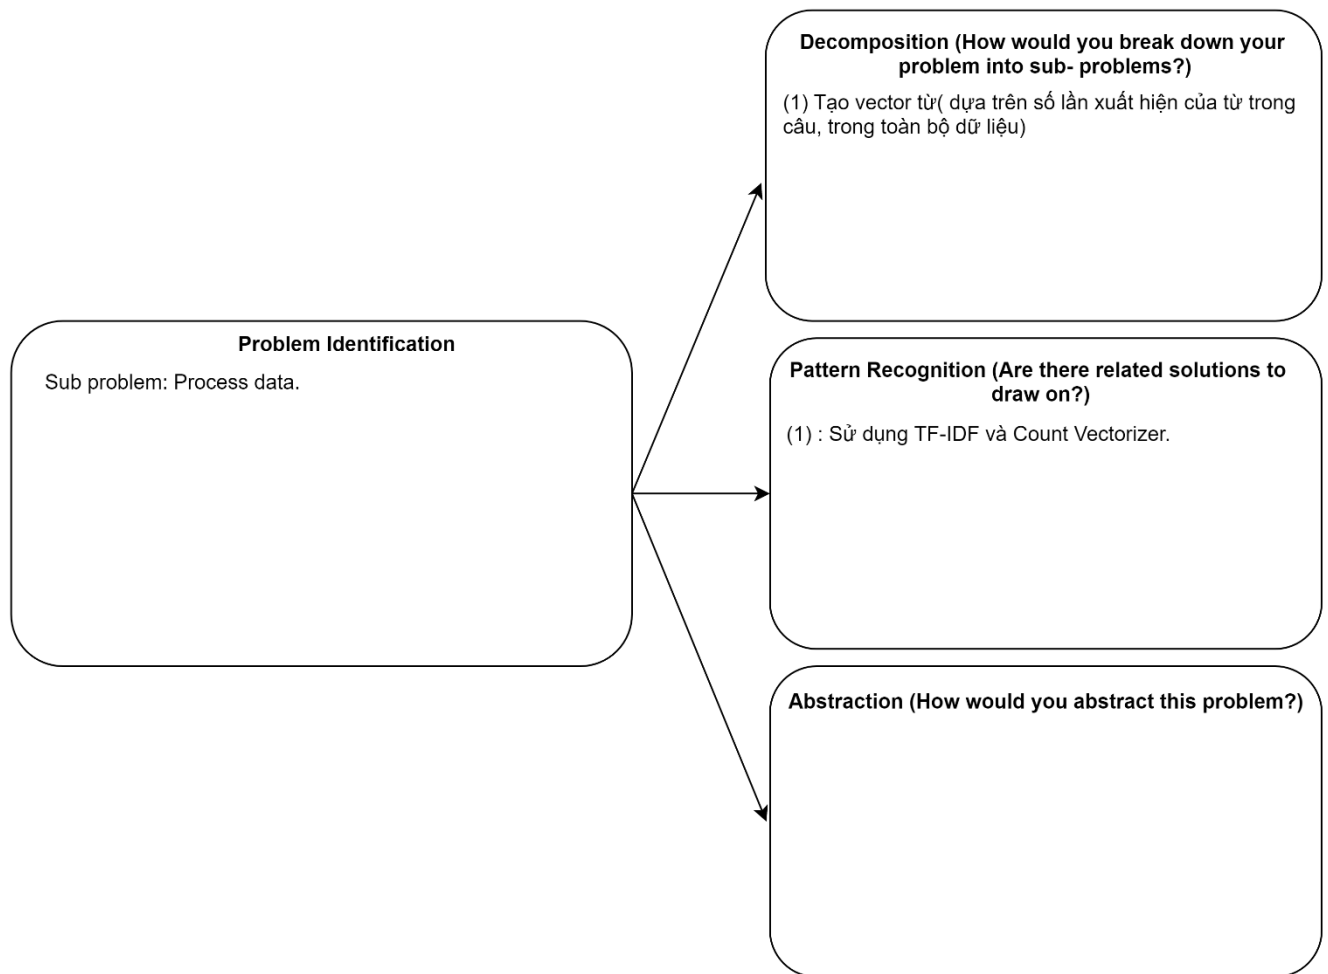 Decomposition (How would you break down your
problem into sub- problems?)
(1) Tạo vector từ( dựa trên số lần xuất hiện của từ trong
câu, trong toàn bộ dữ liệu)
Problem Identification
Sub problem: Process data.
Pattern Recognition (Are there related solutions to
draw on?)
(1) : Sử dụng TF-IDF và Count Vectorizer.
Abstraction (How would you abstract this problem?)